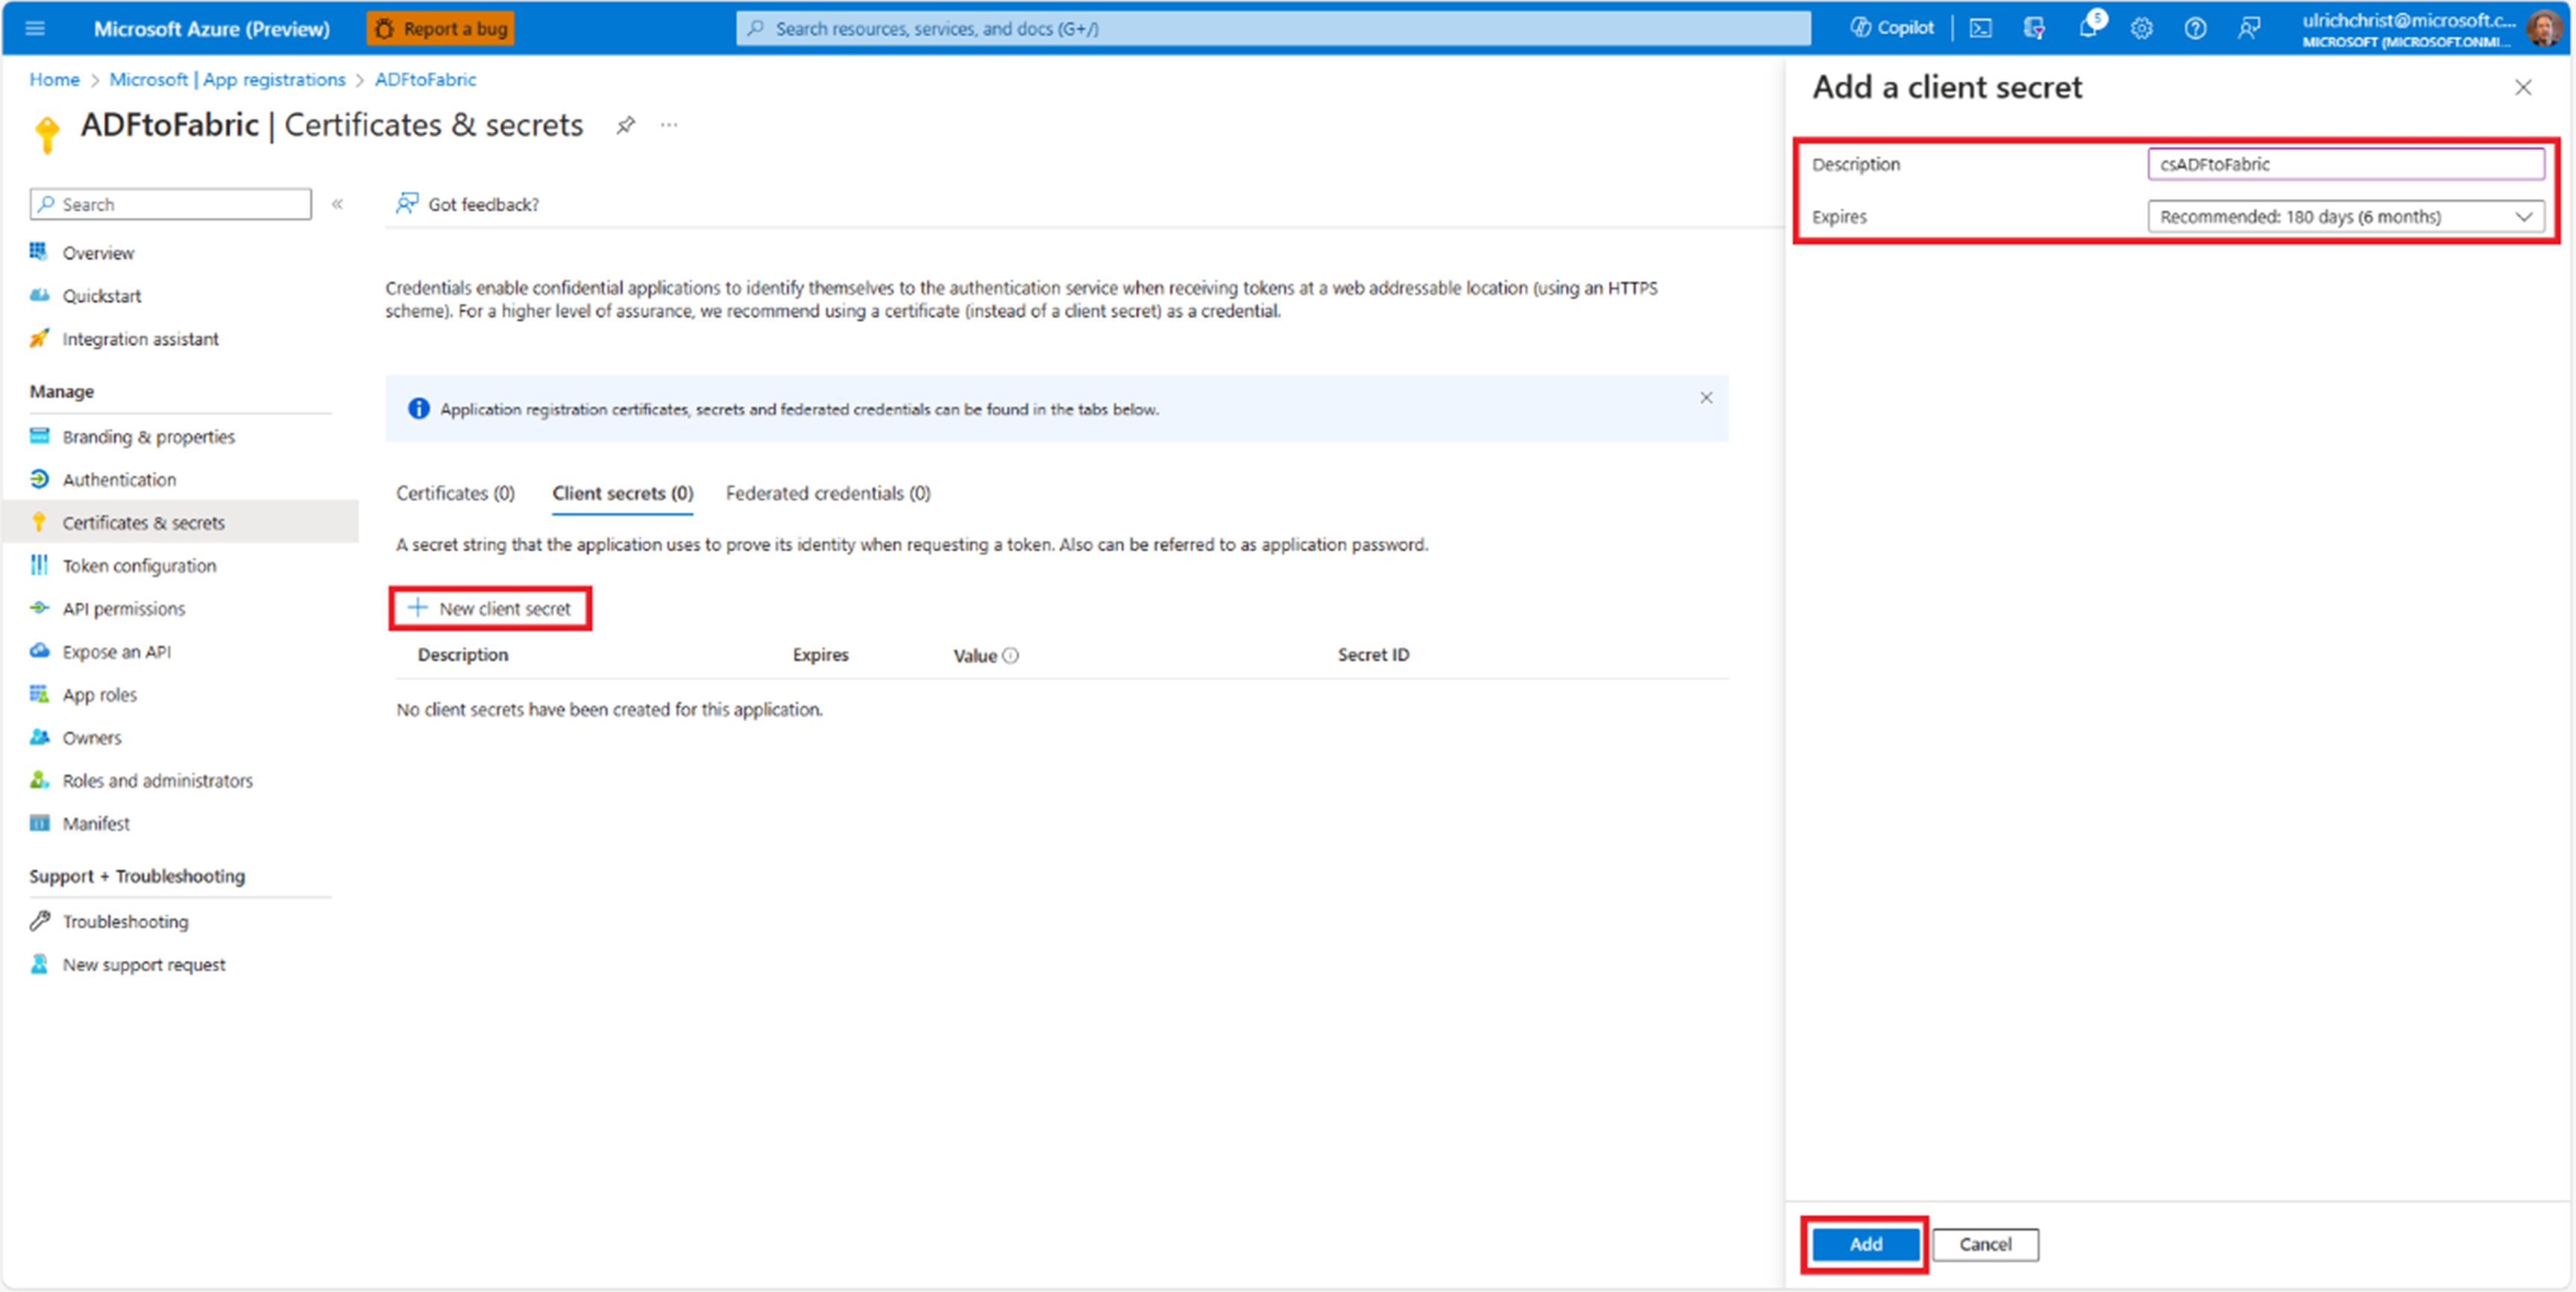 Microsoft Azure (Preview)
Report a bug
Search resources, services, and docs (G+/)
Copilot
5
ulrichchrist@microsoft.c...
MICROSOFT (MICROSOFT.ONMI...
Home > Microsoft | App registrations > ADFtoFabric
ADFtoFabric | Certificates & secrets
...
Search
«
Overview
Quickstart
Integration assistant
Manage
Branding & properties
Authentication
Certificates & secrets
Token configuration
API permissions
Expose an API
App roles
Owners
Roles and administrators
Manifest
Support + Troubleshooting
Troubleshooting
New support request
Got feedback?
Credentials enable confidential applications to identify themselves to the authentication service when receiving tokens at a web addressable location (using an HTTPS
scheme). For a higher level of assurance, we recommend using a certificate (instead of a client secret) as a credential.
Application registration certificates, secrets and federated credentials can be found in the tabs below.
Certificates (0) Client secrets (0) Federated credentials (0)
A secret string that the application uses to prove its identity when requesting a token. Also can be referred to as application password.
New client secret
Description Expires Value Secret ID
No client secrets have been created for this application.
Add a client secret
Description csADFtoFabric
Expires Recommended: 180 days (6 months)
Add Cancel